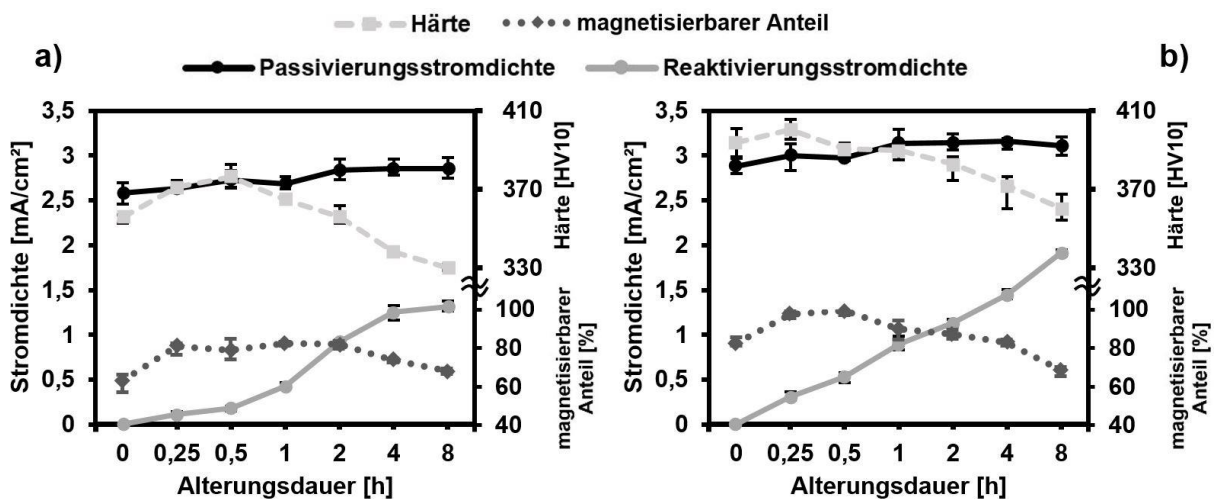 Härte magnetisierbarer Anteil
a) Passivierungsstromdichte Reaktivierungsstromdichte b)
Stromdichte [mA/cm²]
3,5
3
2,5
2
1,5
1
0,5
0
410
370
330
100
80
60
40
Härte [HV10]
magnetisierbarer
Anteil [%]
0 0,25 0,5 1 2 4 8
Alterungsdauer [h]
Stromdichte [mA/cm²]
3,5
3
2,5
2
1,5
1
0,5
0
410
370
330
100
80
60
40
Härte [HV10]
magnetisierbarer
Anteil [%]
0 0,25 0,5 1 2 4 8
Alterungsdauer [h]